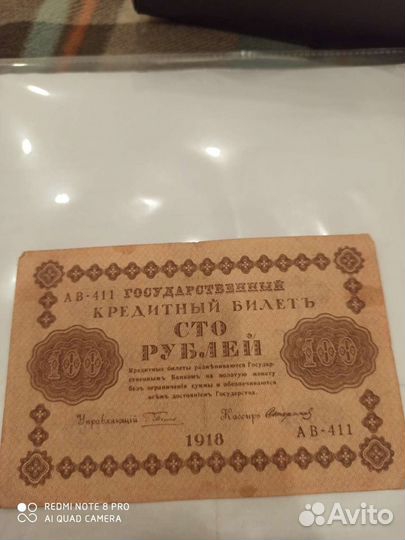 АВ-411 ГОСУДАРСТВЕННЫЙ
КРЕДИТНЫЙ БИЛЕТЪ
СТО
РУБЛЕЙ
100
100
Кредитные билеты размѣниваются Государ-
ственнымъ Банкомъ на золотую монету
безъ ограниченія суммы и обезпечиваются
всѣмъ достояніемъ Государства.
Управляющій
Кассиръ
АВ-411
1918
REDMI NOTE 8 PRO
AI QUAD CAMERA
Avito